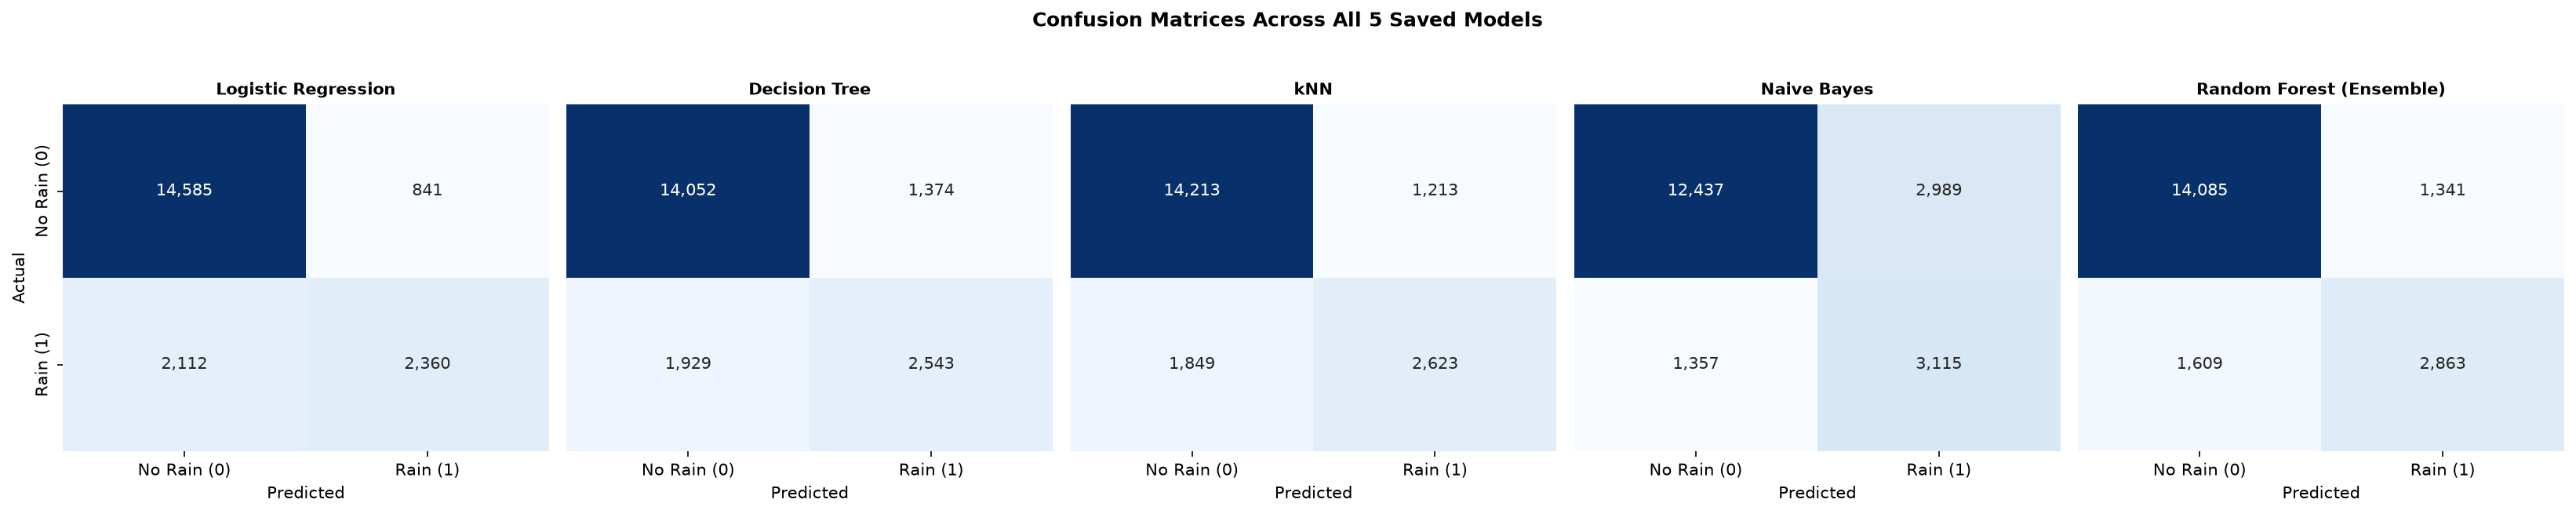 Confusion Matrices Across All 5 Saved Models
Logistic Regression
Actual
No Rain (0)
Rain (1)
14,585 841
2,112 2,360
No Rain (0) Rain (1)
Predicted
Decision Tree
14,052 1,374
1,929 2,543
No Rain (0) Rain (1)
Predicted
kNN
14,213 1,213
1,849 2,623
No Rain (0) Rain (1)
Predicted
Naive Bayes
12,437 2,989
1,357 3,115
No Rain (0) Rain (1)
Predicted
Random Forest (Ensemble)
14,085 1,341
1,609 2,863
No Rain (0) Rain (1)
Predicted